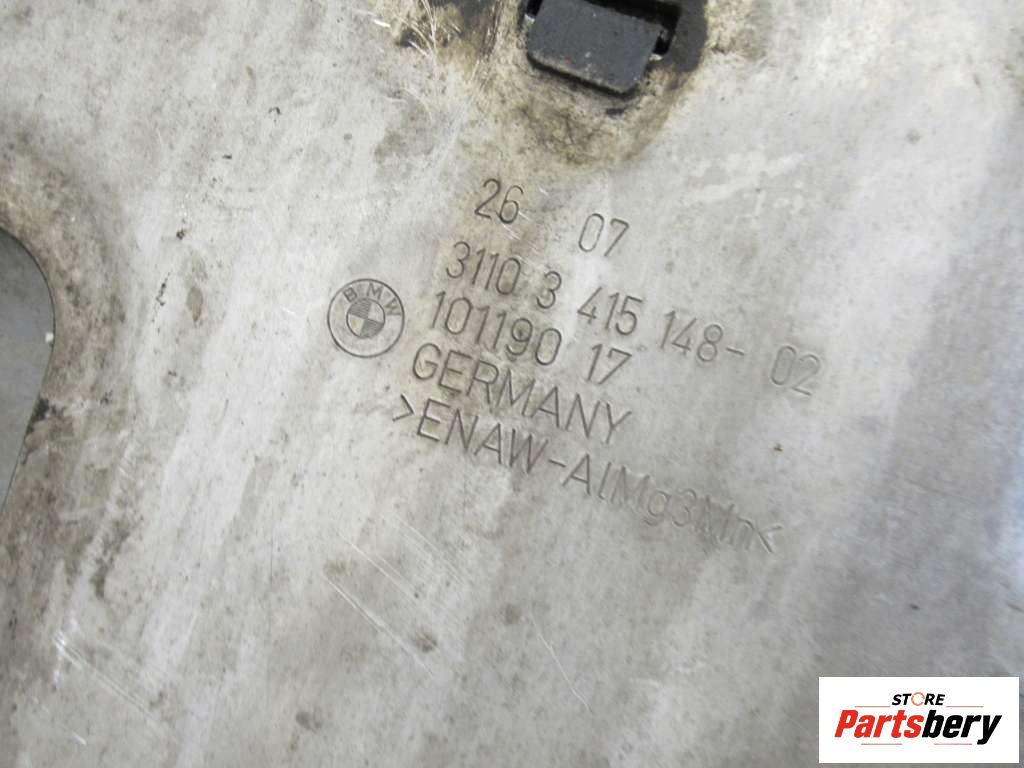 26 07
3110 3 415 148- 02
101190 17
BMW
GERMANY
>ENAW-AlMg3Mn<
STORE
Partsbery